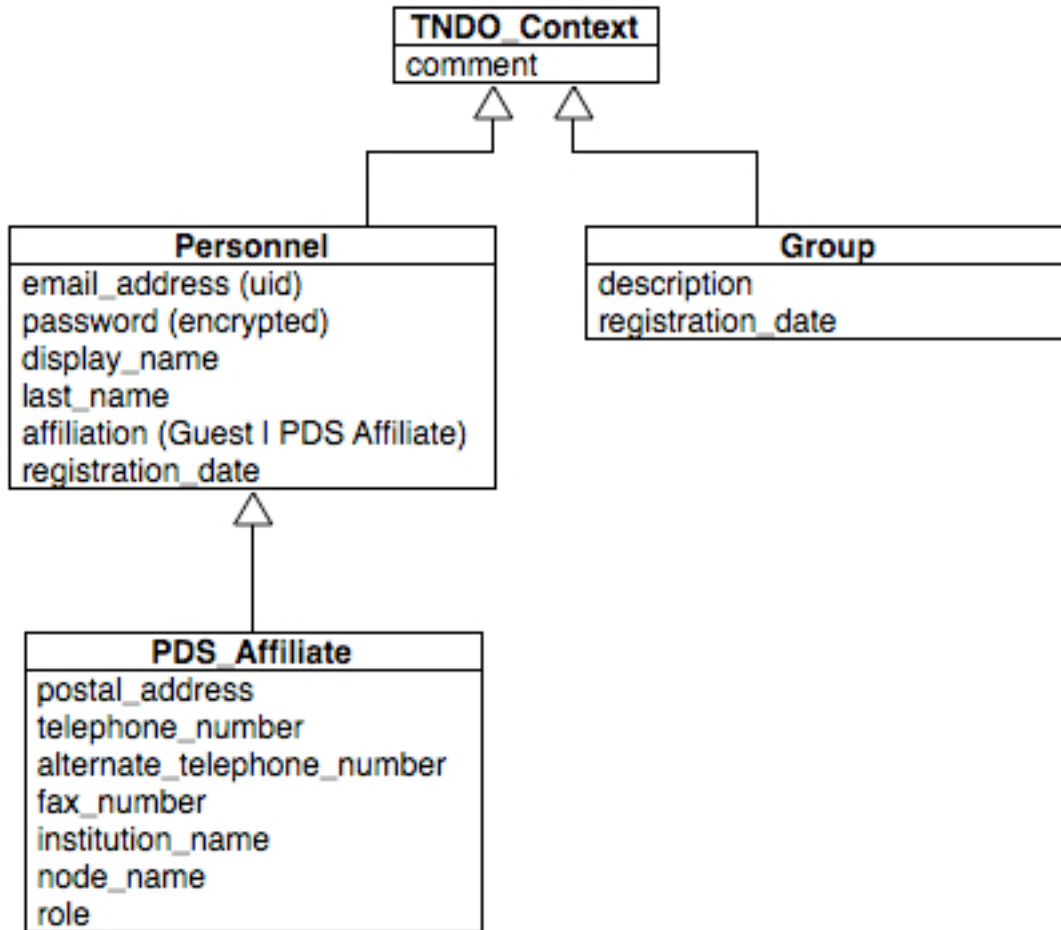 TNDO_Context
comment
Personnel
email_address (uid)
password (encrypted)
display_name
last_name
affiliation (Guest | PDS Affiliate)
registration_date
Group
description
registration_date
PDS_Affiliate
postal_address
telephone_number
alternate_telephone_number
fax_number
institution_name
node_name
role